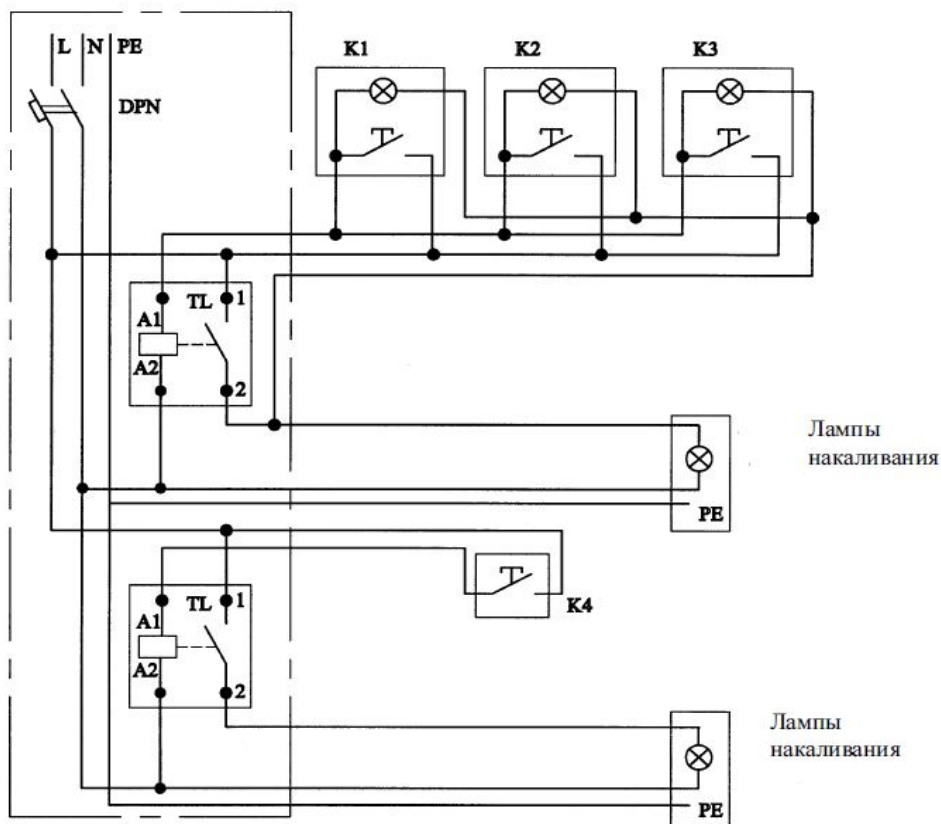 L N PE
DPN
K1 K2 K3
TL 1
A1
A2
2
Лампы
накаливания
PE
K4
TL 1
A1
A2
2
Лампы
накаливания
PE